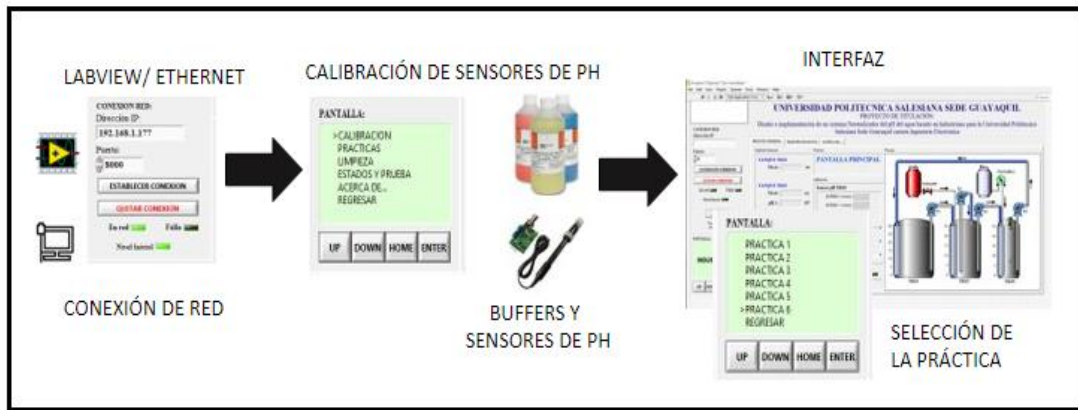 LABVIEW/ ETHERNET
CONEXION RED:
Dirección IP:
192.168.1.177
Puerto:
5000
ESTABLECER CONEXION
QUITAR CONEXION
En red
Fallo
Nivel lateral
CONEXIÓN DE RED
CALIBRACIÓN DE SENSORES DE PH
PANTALLA:
>CALIBRACION
PRACTICAS
LIMPIEZA
ESTADOS Y PRUEBA
ACERCA DE...
REGRESAR
UP DOWN HOME ENTER
BUFFERS Y
SENSORES DE PH
INTERFAZ
UNIVERSIDAD POLITECNICA SALESIANA SEDE GUAYAQUIL
PROYECTO DE TITULACIÓN:
PANTALLA PRINCIPAL
PANTALLA:
PRACTICA 1
PRACTICA 2
PRACTICA 3
PRACTICA 4
PRACTICA 5
>PRACTICA 6
REGRESAR
UP DOWN HOME ENTER
SELECCIÓN DE
LA PRÁCTICA